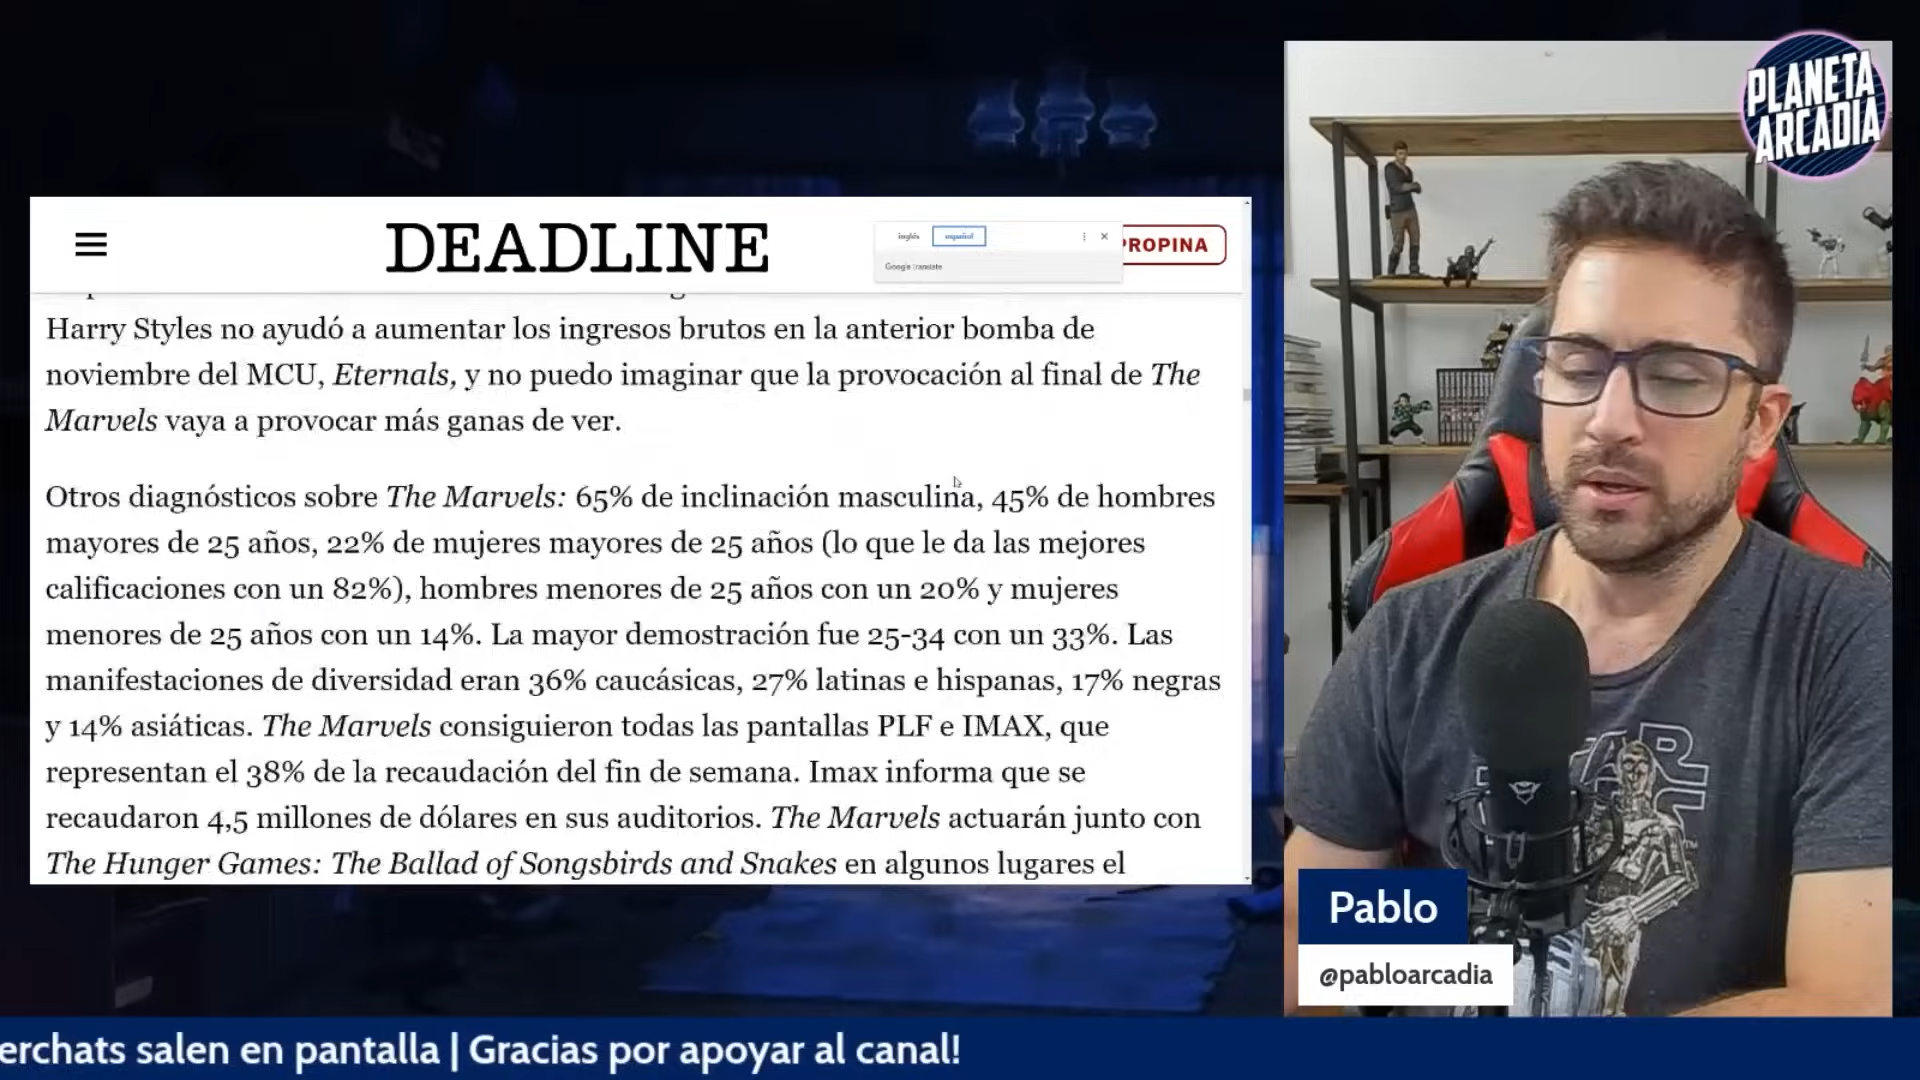 PLANETA
ARCADIA
DEADLINE
inglés
español
Google translate
PROPINA
Harry Styles no ayudó a aumentar los ingresos brutos en la anterior bomba de
noviembre del MCU, Eternals, y no puedo imaginar que la provocación al final de The
Marvels vaya a provocar más ganas de ver.
Otros diagnósticos sobre The Marvels: 65% de inclinación masculina, 45% de hombres
mayores de 25 años, 22% de mujeres mayores de 25 años (lo que le da las mejores
calificaciones con un 82%), hombres menores de 25 años con un 20% y mujeres
menores de 25 años con un 14%. La mayor demostración fue 25-34 con un 33%. Las
manifestaciones de diversidad eran 36% caucásicas, 27% latinas e hispanas, 17% negras
y 14% asiáticas. The Marvels consiguieron todas las pantallas PLF e IMAX, que
representan el 38% de la recaudación del fin de semana. Imax informa que se
recaudaron 4,5 millones de dólares en sus auditorios. The Marvels actuarán junto con
The Hunger Games: The Ballad of Songsbirds and Snakes en algunos lugares el
Pablo
@pabloarcadia
erchats salen en pantalla | Gracias por apoyar al canal!